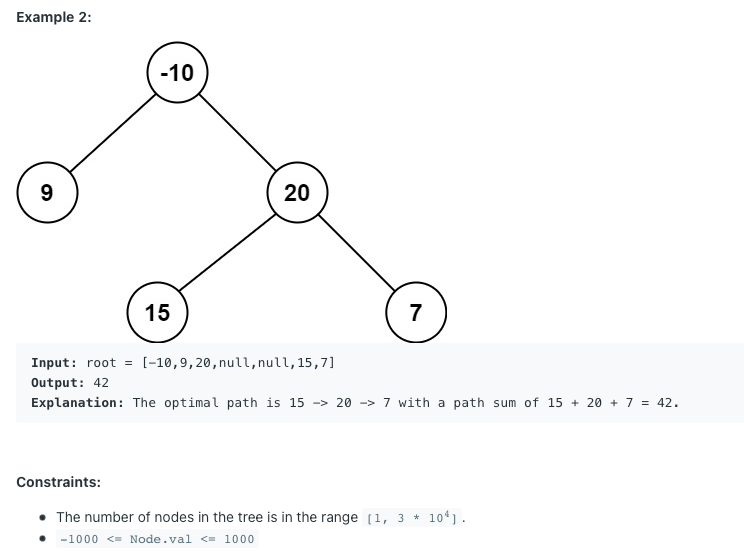 Example 2:
-10
9
20
15
7
Input: root = [-10,9,20,null,null,15,7]
Output: 42
Explanation: The optimal path is 15 -> 20 -> 7 with a path sum of 15 + 20 + 7 = 42.
Constraints:
• The number of nodes in the tree is in the range [1, 3 * 10⁴].
• -1000 <= Node.val <= 1000